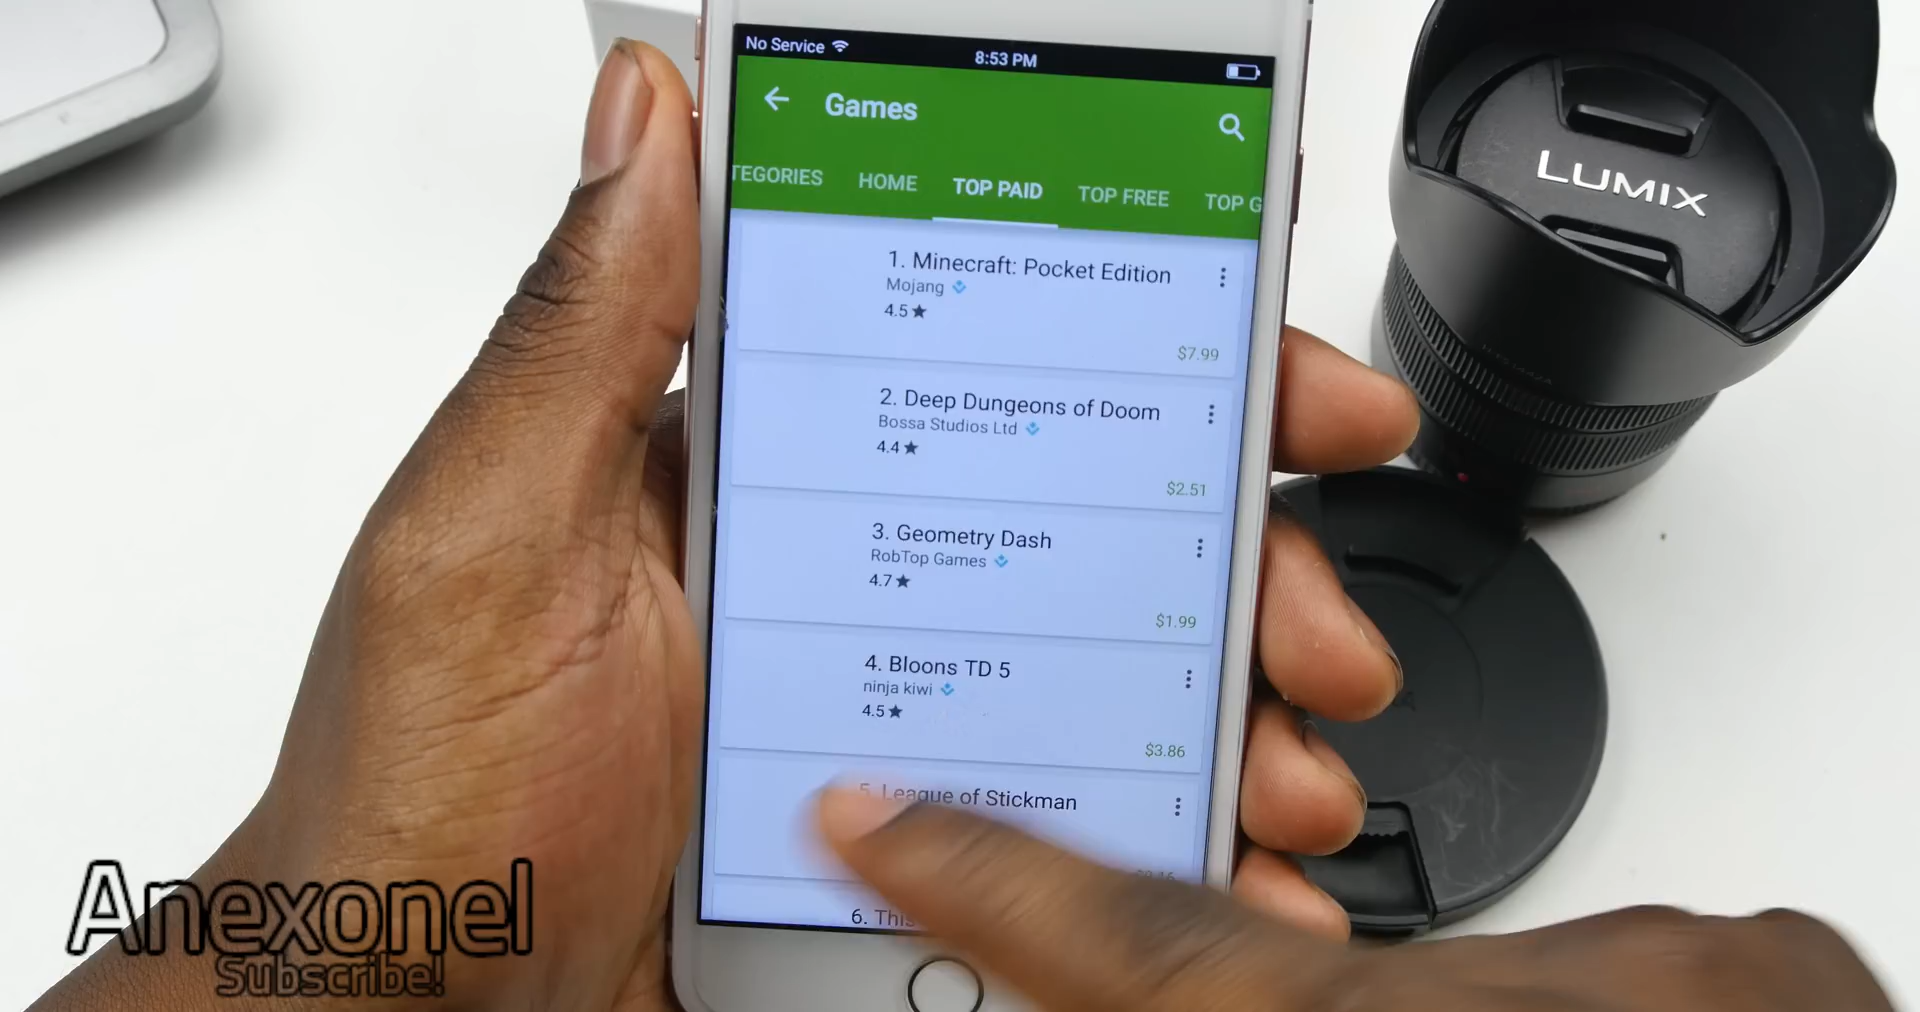 No Service
8:53 PM
Games
TEGORIES HOME TOP PAID TOP FREE TOP G
1. Minecraft: Pocket Edition
Mojang
4.5★
$7.99
2. Deep Dungeons of Doom
Bossa Studios Ltd
4.4★
$2.51
3. Geometry Dash
RobTop Games
4.7★
$1.99
4. Bloons TD 5
ninja kiwi
4.5★
$3.86
5. League of Stickman
6. This
LUMIX
Anexonel
Subscribe!